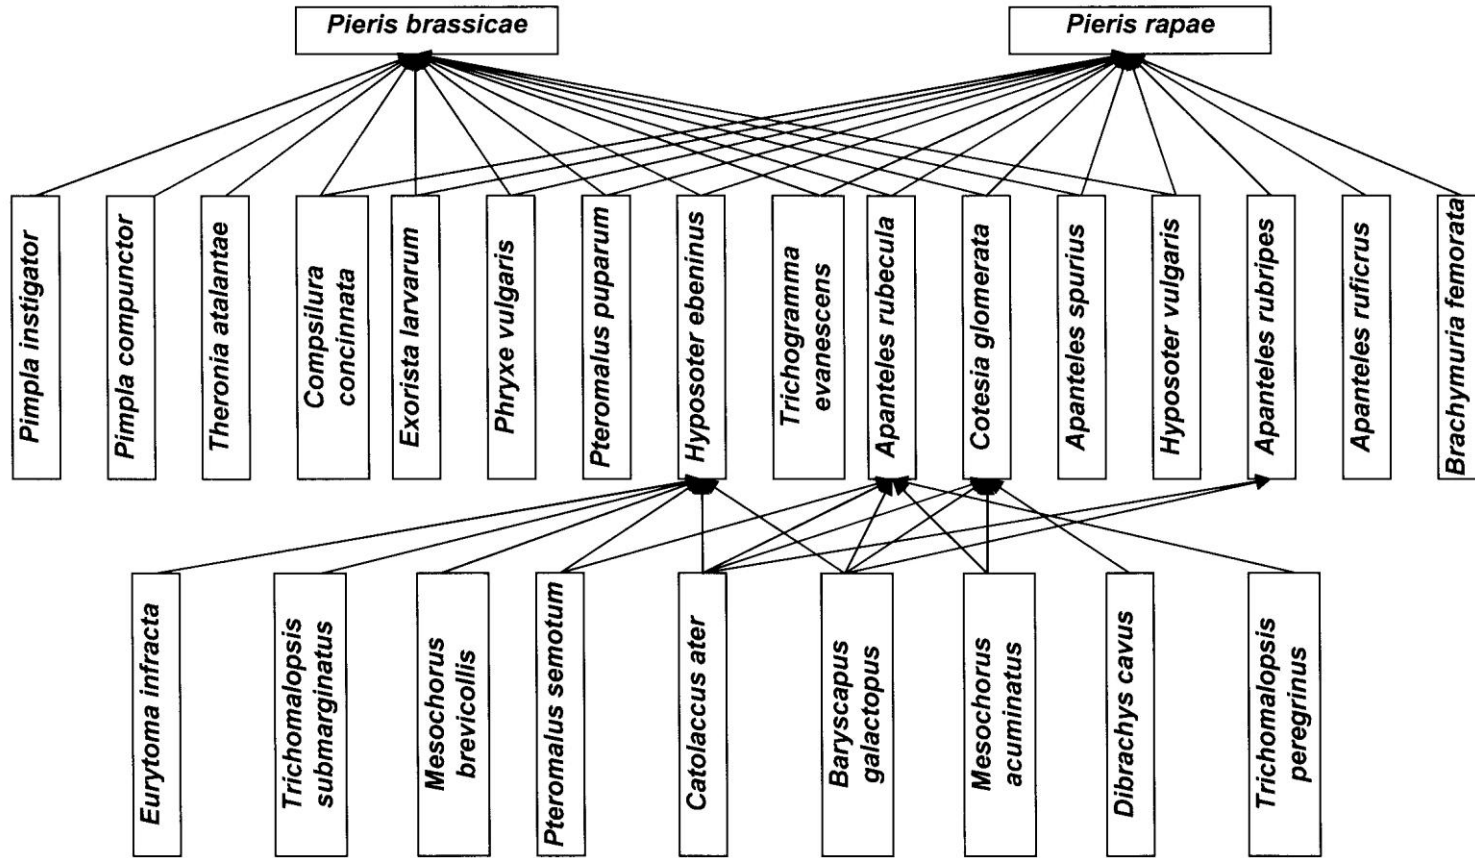 Pieris brassicae
Pieris rapae
Pimpla instigator
Pimpla compunctor
Theronia atalantae
Compsilura
concinnata
Exorista larvarum
Phryxe vulgaris
Pteromalus puparum
Hyposoter ebeninus
Trichogramma
evanescens
Apanteles rubecula
Cotesia glomerata
Apanteles spurius
Hyposoter vulgaris
Apanteles rubripes
Apanteles ruficrus
Brachymuria femorata
Eurytoma infracta
Trichomalopsis
submarginatus
Mesochorus
brevicollis
Pteromalus semotum
Catolaccus ater
Baryscapus
galactopus
Mesochorus
acuminatus
Dibrachys cavus
Trichomalopsis
peregrinus